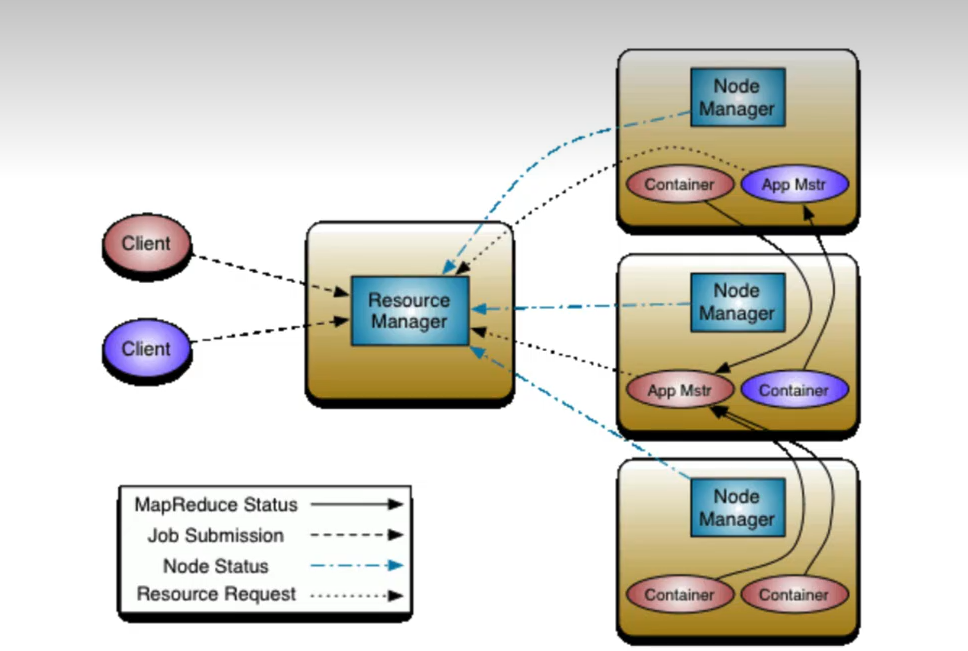 Node
Manager
Container
App Mstr
Client
Resource
Manager
Node
Manager
Client
App Mstr
Container
Node
Manager
Container
Container
MapReduce Status
Job Submission
Node Status
Resource Request